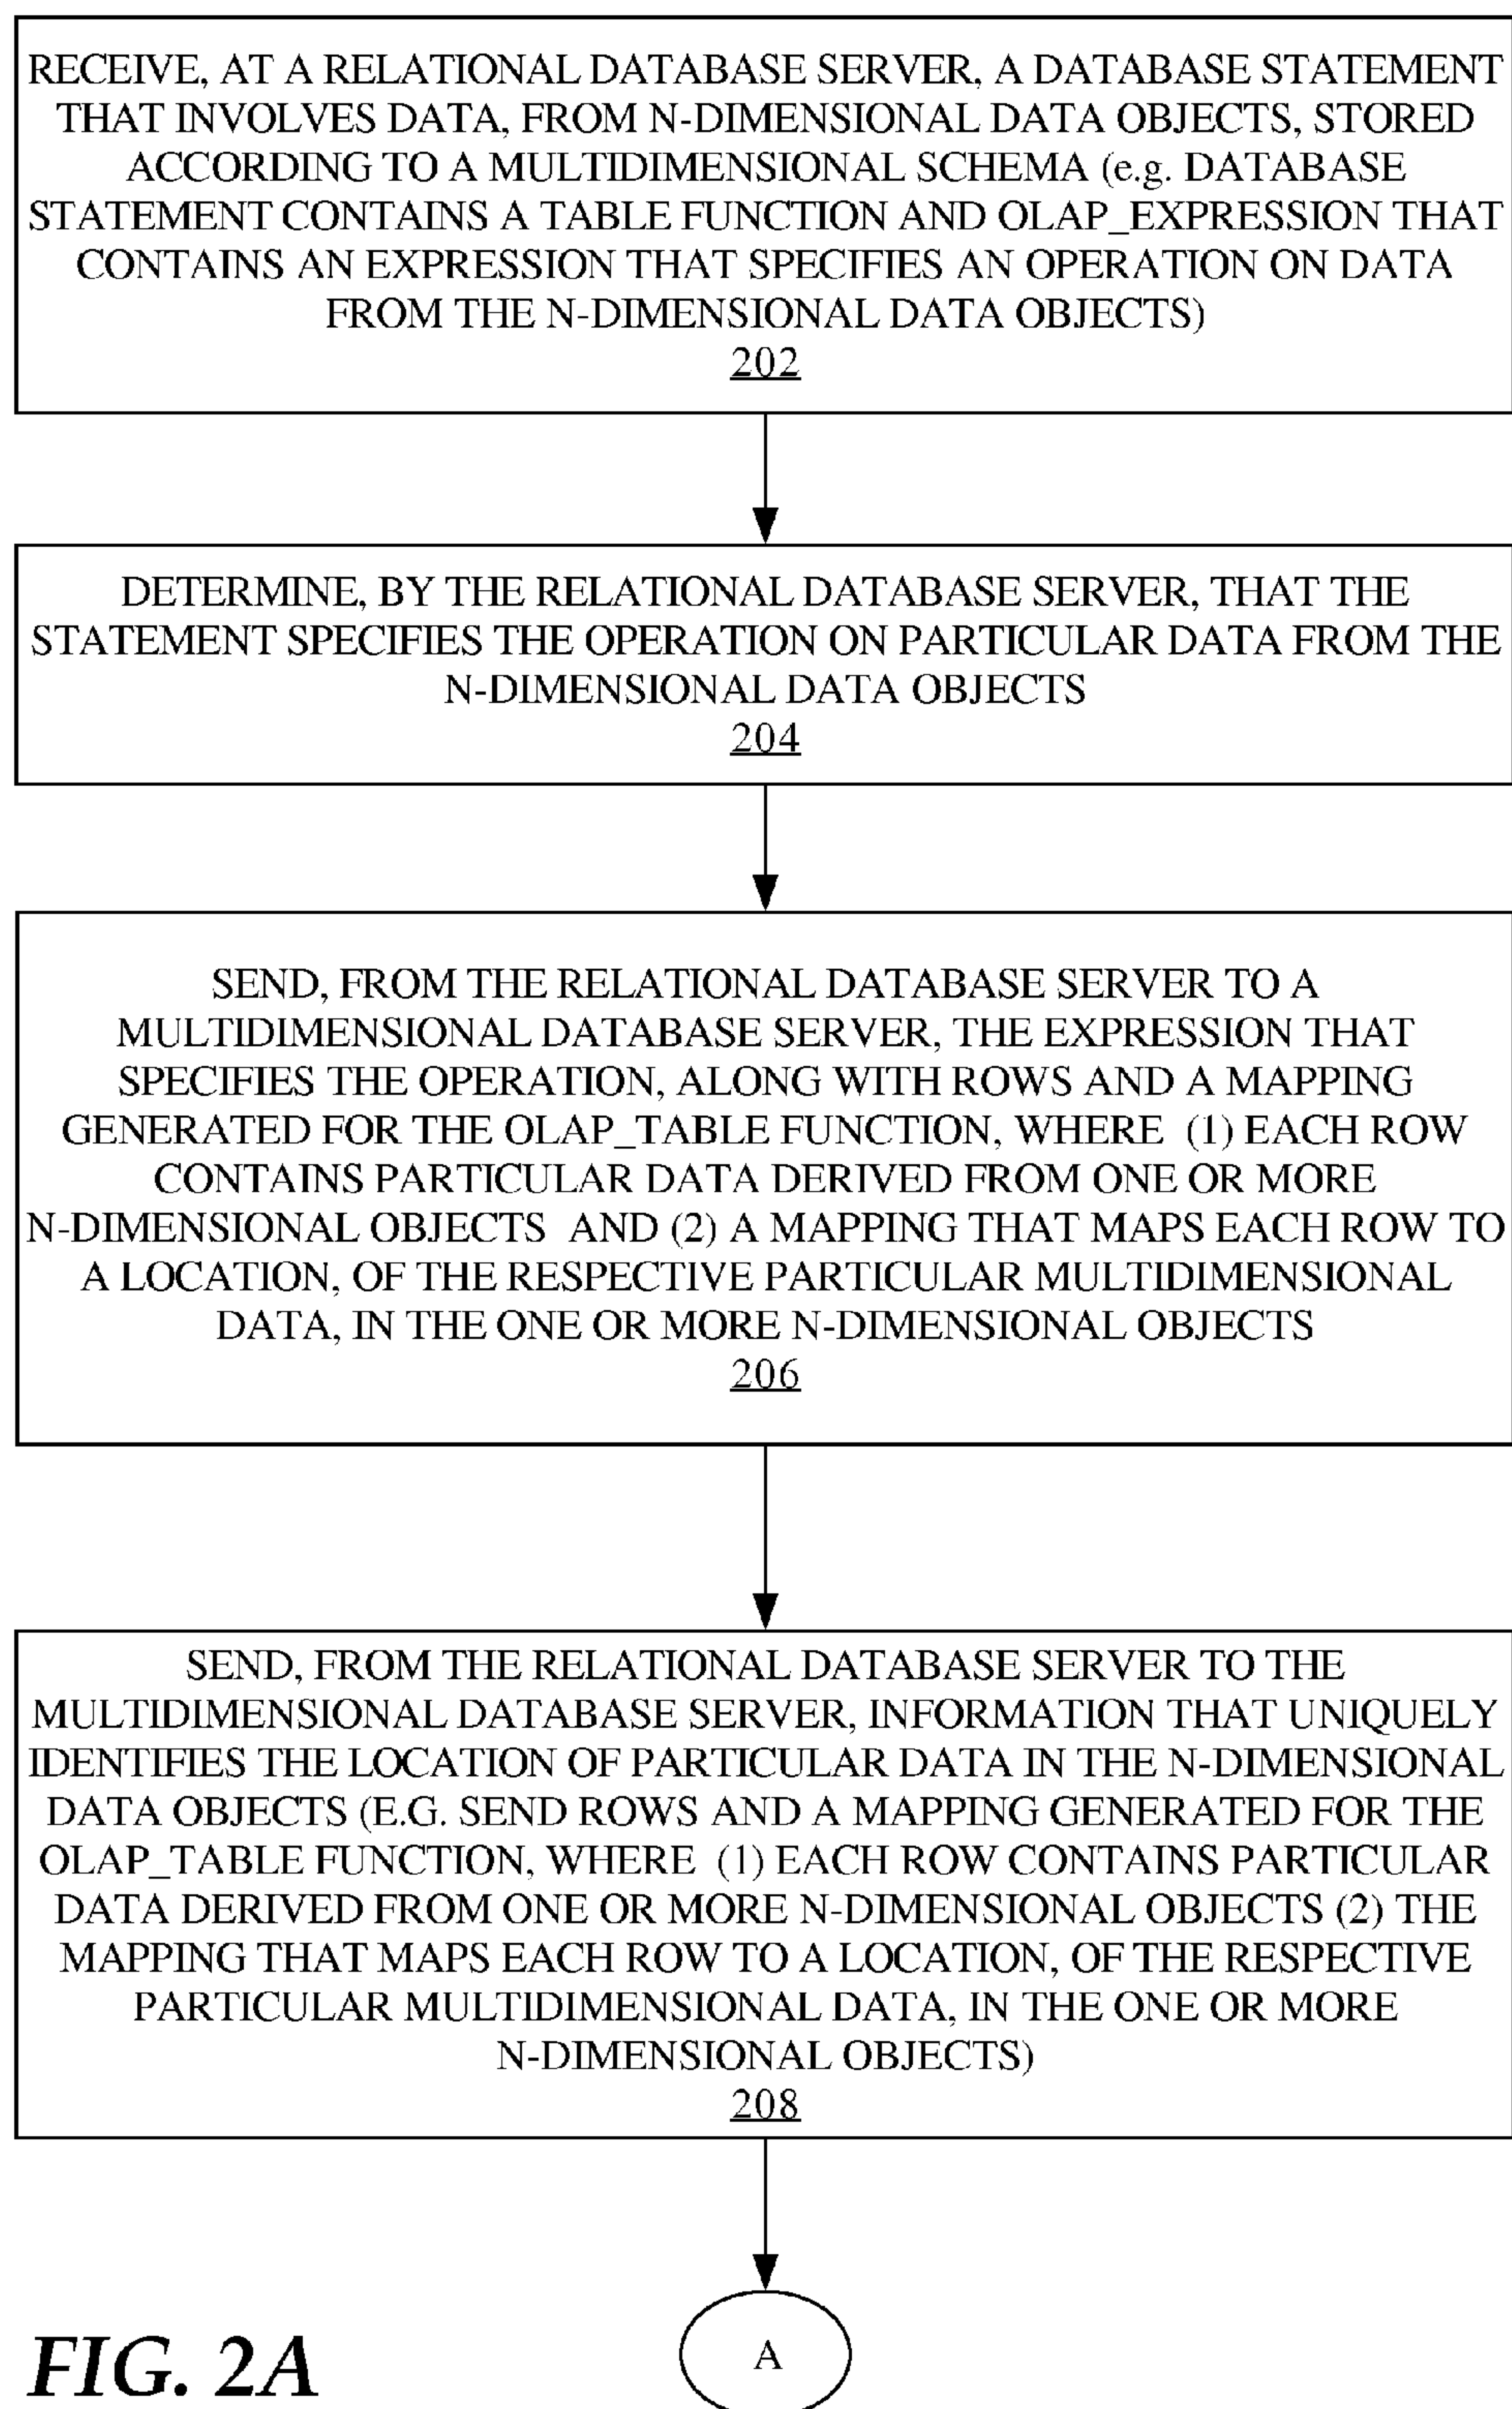 RECEIVE, AT A RELATIONAL DATABASE SERVER, A DATABASE STATEMENT
THAT INVOLVES DATA, FROM N-DIMENSIONAL DATA OBJECTS, STORED
ACCORDING TO A MULTIDIMENSIONAL SCHEMA (e.g. DATABASE
STATEMENT CONTAINS A TABLE FUNCTION AND OLAP_EXPRESSION THAT
CONTAINS AN EXPRESSION THAT SPECIFIES AN OPERATION ON DATA
FROM THE N-DIMENSIONAL DATA OBJECTS)
202
DETERMINE, BY THE RELATIONAL DATABASE SERVER, THAT THE
STATEMENT SPECIFIES THE OPERATION ON PARTICULAR DATA FROM THE
N-DIMENSIONAL DATA OBJECTS
204
SEND, FROM THE RELATIONAL DATABASE SERVER TO A
MULTIDIMENSIONAL DATABASE SERVER, THE EXPRESSION THAT
SPECIFIES THE OPERATION, ALONG WITH ROWS AND A MAPPING
GENERATED FOR THE OLAP_TABLE FUNCTION, WHERE (1) EACH ROW
CONTAINS PARTICULAR DATA DERIVED FROM ONE OR MORE
N-DIMENSIONAL OBJECTS AND (2) A MAPPING THAT MAPS EACH ROW TO
A LOCATION, OF THE RESPECTIVE PARTICULAR MULTIDIMENSIONAL
DATA, IN THE ONE OR MORE N-DIMENSIONAL OBJECTS
206
SEND, FROM THE RELATIONAL DATABASE SERVER TO THE
MULTIDIMENSIONAL DATABASE SERVER, INFORMATION THAT UNIQUELY
IDENTIFIES THE LOCATION OF PARTICULAR DATA IN THE N-DIMENSIONAL
DATA OBJECTS (E.G. SEND ROWS AND A MAPPING GENERATED FOR THE
OLAP_TABLE FUNCTION, WHERE (1) EACH ROW CONTAINS PARTICULAR
DATA DERIVED FROM ONE OR MORE N-DIMENSIONAL OBJECTS (2) THE
MAPPING THAT MAPS EACH ROW TO A LOCATION, OF THE RESPECTIVE
PARTICULAR MULTIDIMENSIONAL DATA, IN THE ONE OR MORE
N-DIMENSIONAL OBJECTS)
208
A
FIG. 2A